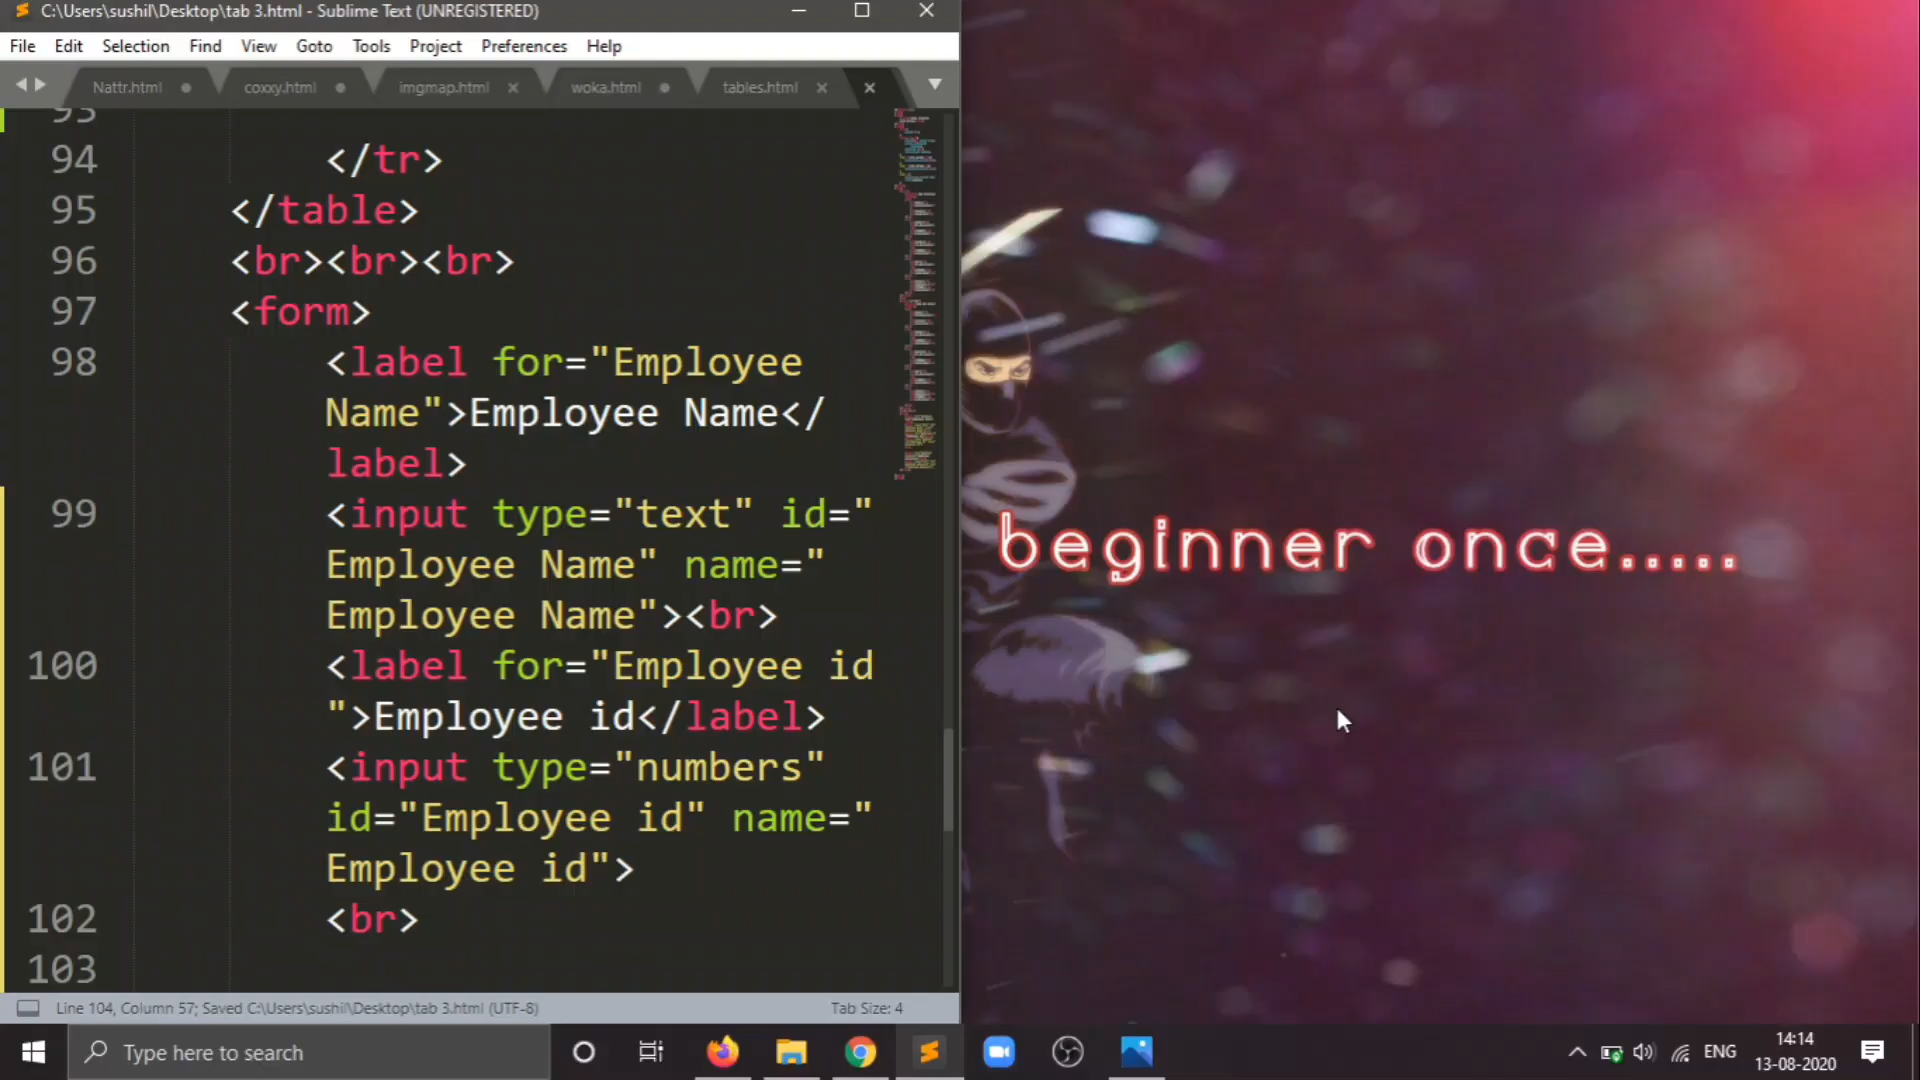 C:\Users\sushil\Desktop\tab 3.html - Sublime Text (UNREGISTERED)
File Edit Selection Find View Goto Tools Project Preferences Help
Nattr.html coxxy.html imgmap.html woka.html tables.html
93
94 </tr>
95 </table>
96 <br><br><br>
97 <form>
98 <label for="Employee
Name">Employee Name</
label>
99 <input type="text" id="
Employee Name" name="
Employee Name"><br>
100 <label for="Employee id
">Employee id</label>
101 <input type="numbers"
id="Employee id" name="
Employee id">
102 <br>
103
beginner once.....
Line 104, Column 57; Saved C:\Users\sushil\Desktop\tab 3.html (UTF-8) Tab Size: 4
Type here to search
ENG
14:14
13-08-2020